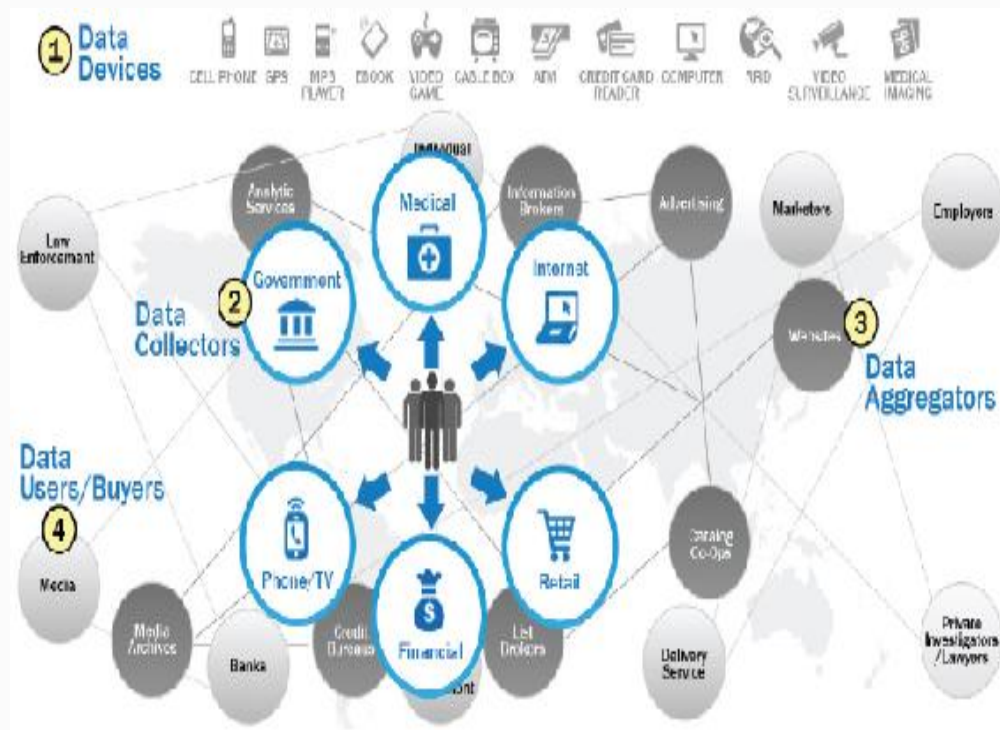 1 Data
Devices
CELL PHONE GPS MP3 PLAYER EBOOK VIDEO GAME CABLE BOX ATM CREDIT CARD READER COMPUTER RFID VIDEO SURVEILLANCE MEDICAL IMAGING
Individual
Analytic
Services
Medical
Information
Brokers
Advertising
Marketers
Employers
Law
Enforcement
Government
Internet
2
Data
Collectors
Websites
3
Data
Aggregators
Data
Users/Buyers
4
Media
Phone/TV
Retail
Catalog
Co-Ops
Media
Archives
Banks
Credit
Bureaus
Financial
List
Brokers
Delivery
Service
Private
Investigators
/Lawyers